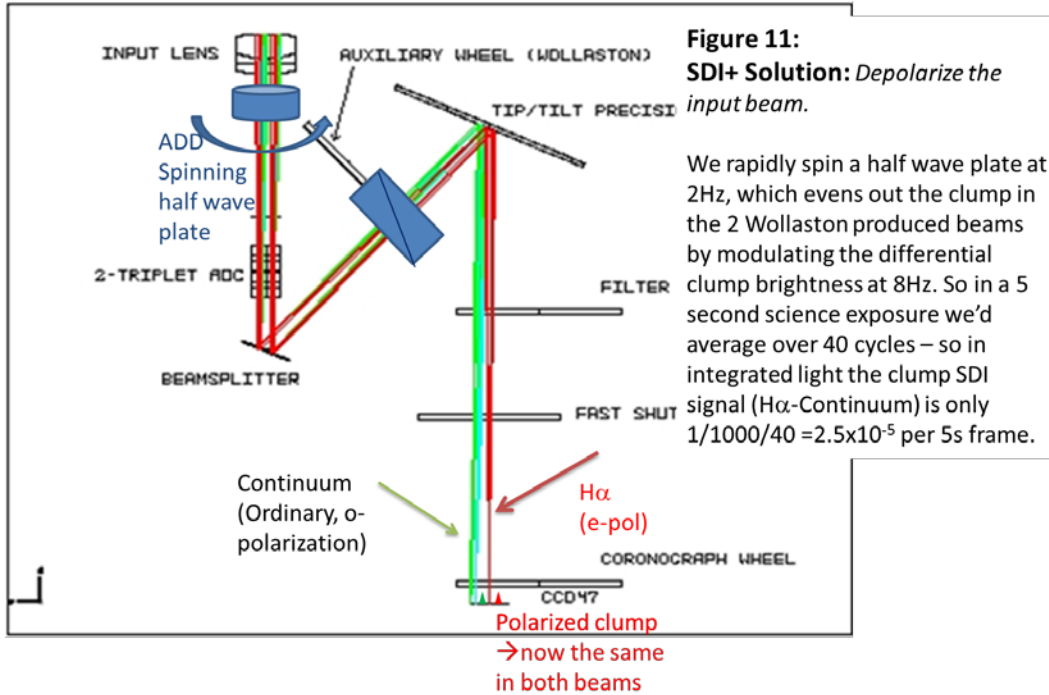 INPUT LENS
AUXILIARY WHEEL (WOLLASTON)
TIP/TILT PRECISI
ADD
Spinning
half wave
plate
2-TRIPLET ADC
BEAMSPLITTER
FILTER
FAST SHUT
Continuum
(Ordinary, o-
polarization)
Hα
(e-pol)
CORONOGRAPH WHEEL
CCD47
Polarized clump
→now the same
in both beams
Figure 11:
SDI+ Solution: Depolarize the
input beam.
We rapidly spin a half wave plate at
2Hz, which evens out the clump in
the 2 Wollaston produced beams
by modulating the differential
clump brightness at 8Hz. So in a 5
second science exposure we’d
average over 40 cycles – so in
integrated light the clump SDI
signal (Hα-Continuum) is only
1/1000/40 =2.5x10⁻⁵ per 5s frame.